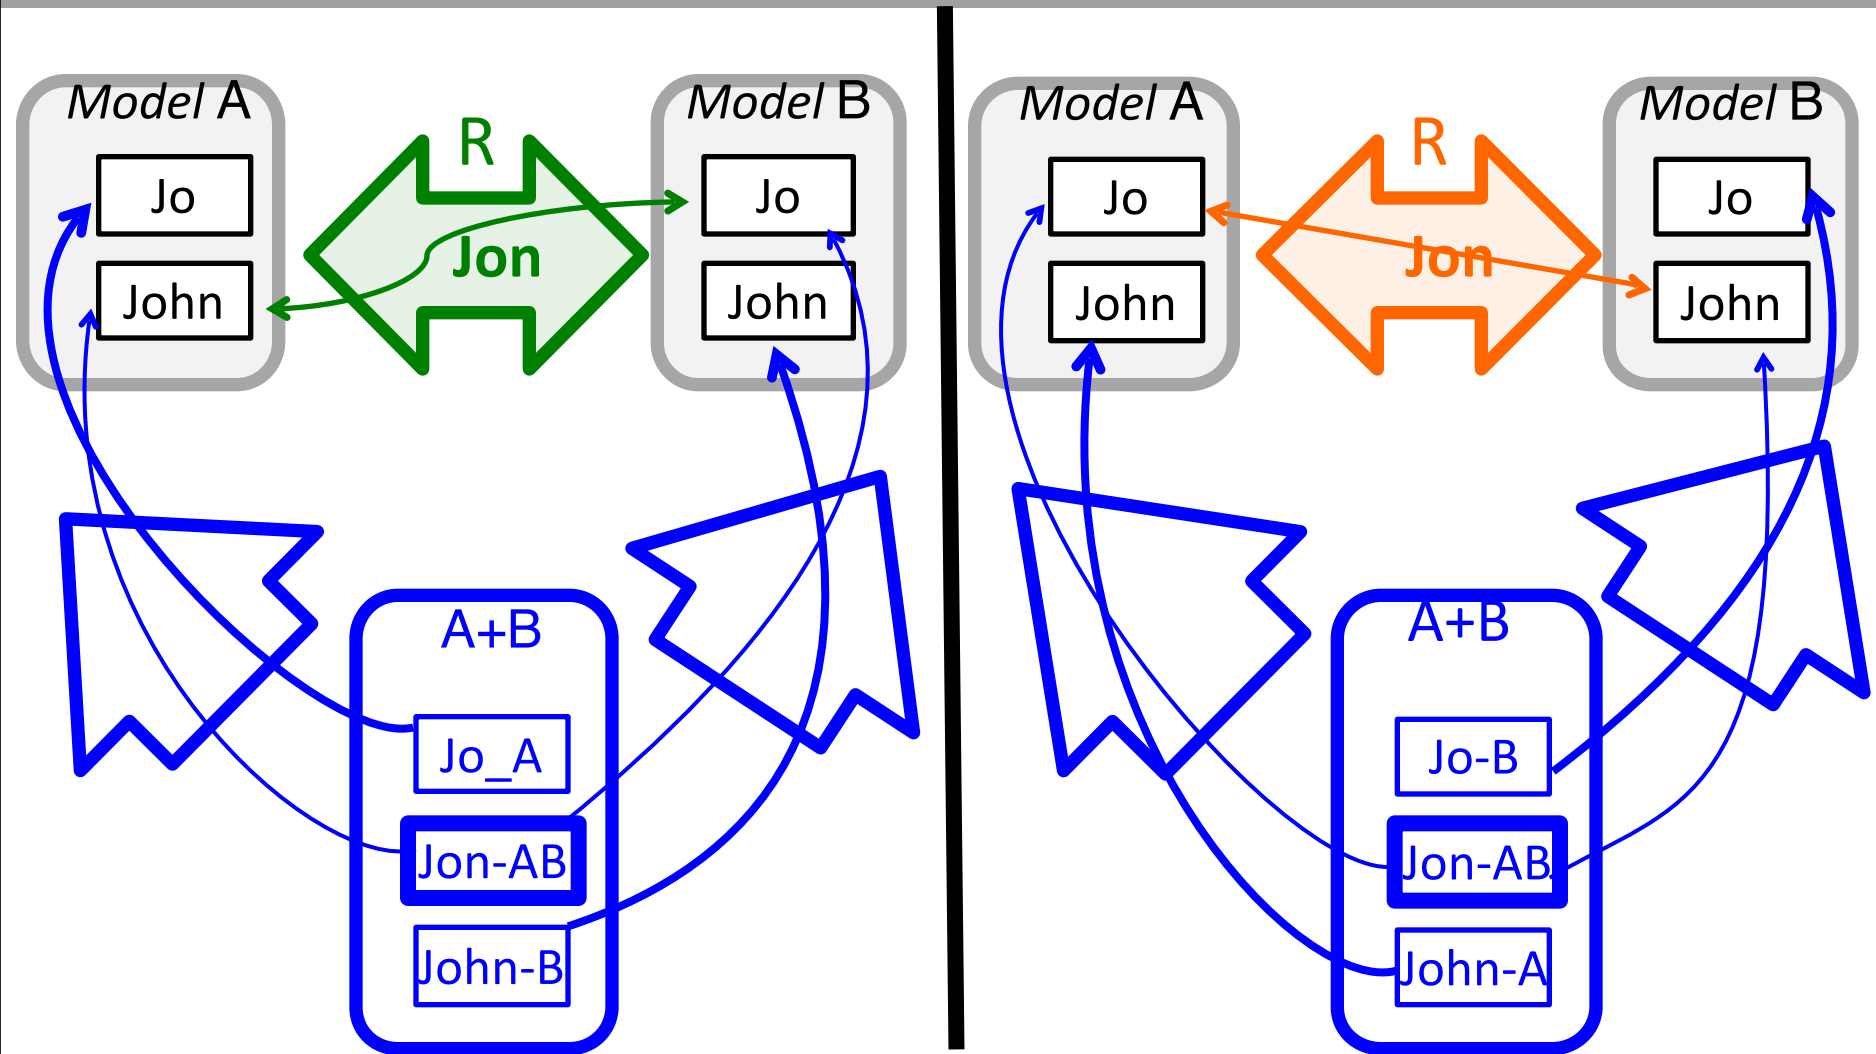 Model A
Jo
John
R
Jon
Model B
Jo
John
A+B
Jo_A
Jon-AB
John-B
Model A
Jo
John
R
Jon
Model B
Jo
John
A+B
Jo-B
Jon-AB
John-A